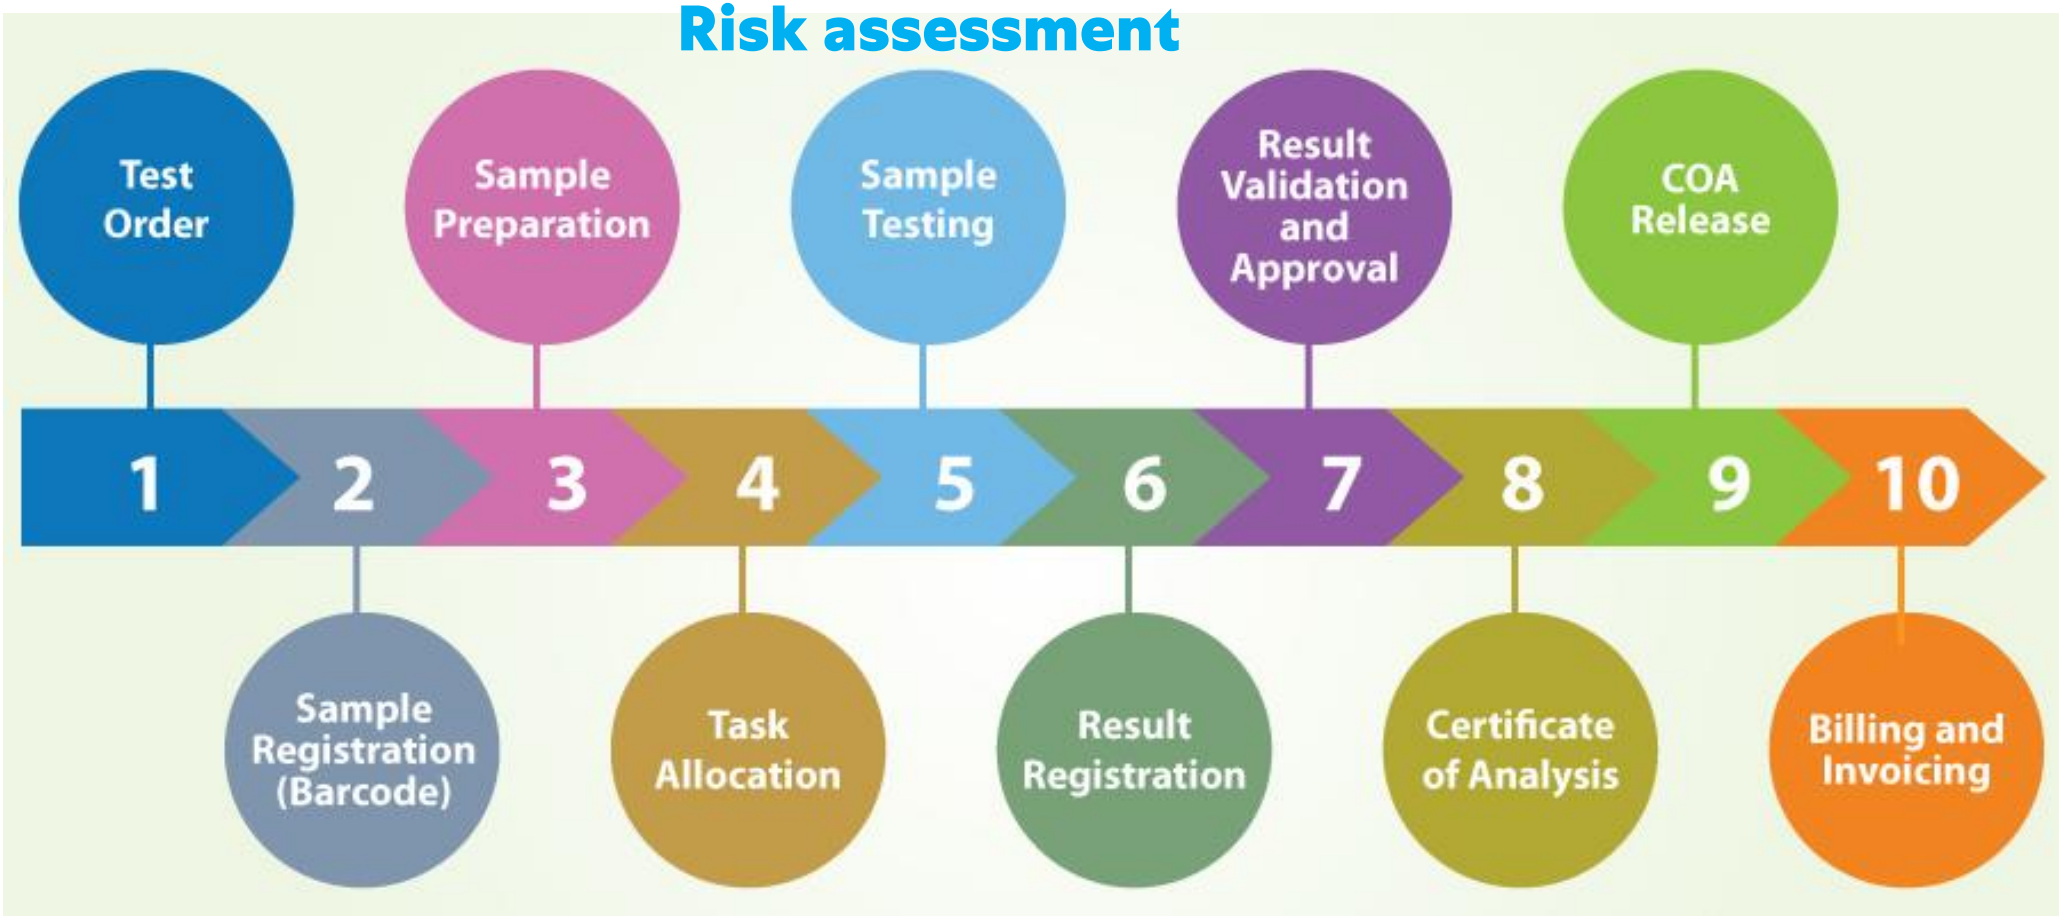 Risk assessment
Test
Order
Sample
Preparation
Sample
Testing
Result
Validation
and
Approval
COA
Release
1
2
3
4
5
6
7
8
9
10
Sample
Registration
(Barcode)
Task
Allocation
Result
Registration
Certificate
of Analysis
Billing and
Invoicing